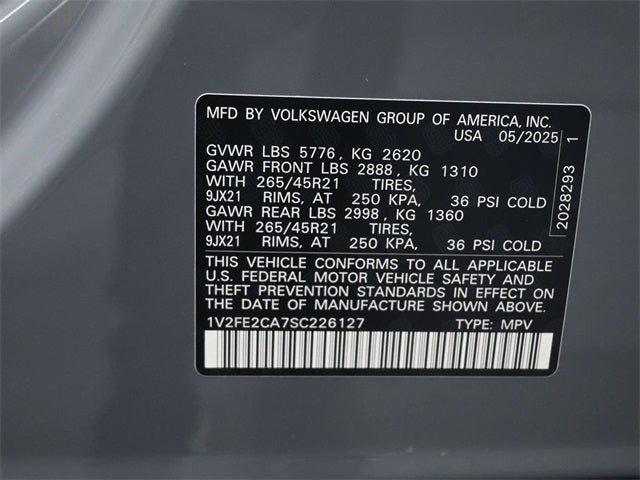 MFD BY VOLKSWAGEN GROUP OF AMERICA, INC.
USA 05/2025
GVWR LBS 5776, KG 2620
GAWR FRONT LBS 2888, KG 1310
WITH 265/45R21 TIRES,
9JX21 RIMS, AT 250 KPA, 36 PSI COLD
GAWR REAR LBS 2998, KG 1360
WITH 265/45R21 TIRES,
9JX21 RIMS, AT 250 KPA, 36 PSI COLD
THIS VEHICLE CONFORMS TO ALL APPLICABLE
U.S. FEDERAL MOTOR VEHICLE SAFETY AND
THEFT PREVENTION STANDARDS IN EFFECT ON
THE DATE OF MANUFACTURE SHOWN ABOVE.
1V2FE2CA7SC226127 TYPE: MPV
2028293 1